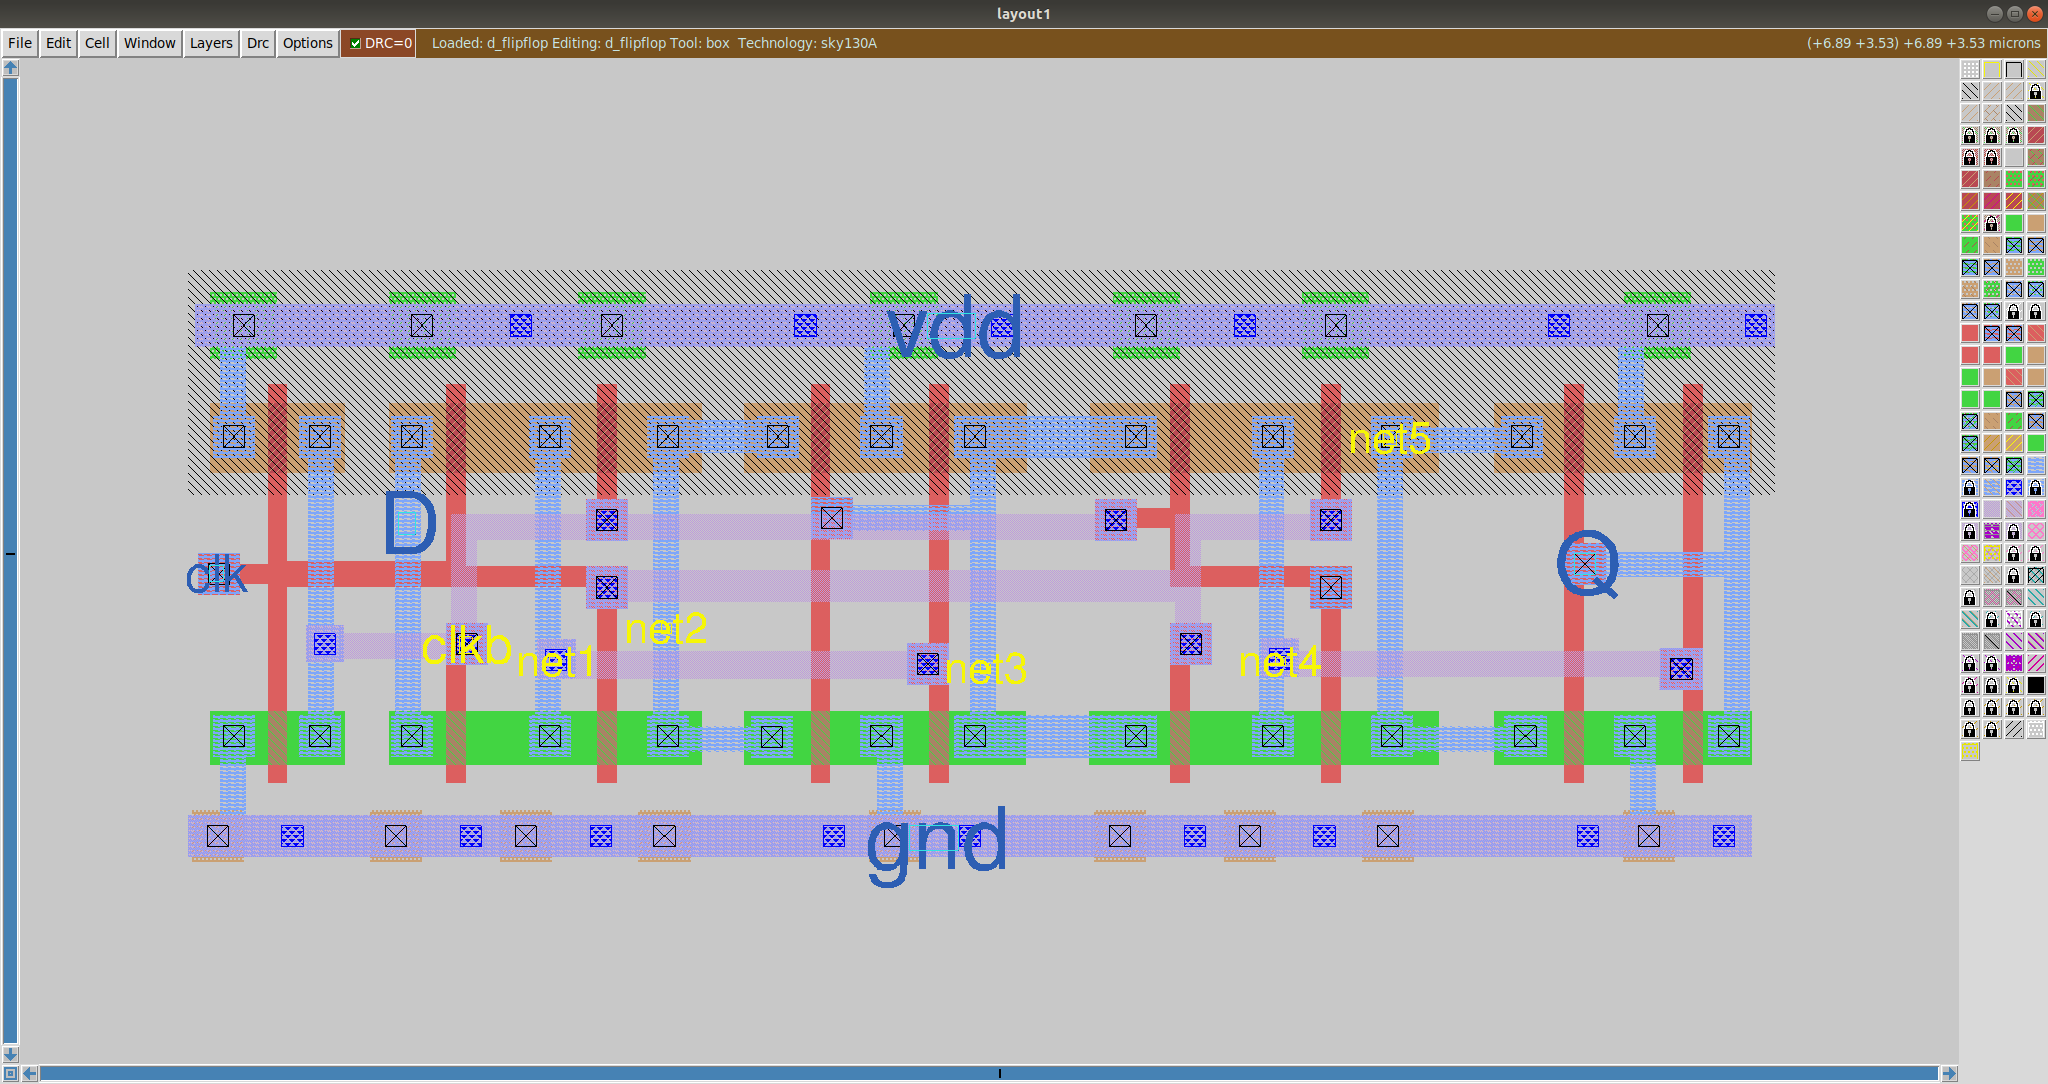 layout1
File Edit Cell Window Layers Drc Options DRC=0 Loaded: d_flipflop Editing: d_flipflop Tool: box Technology: sky130A (+6.89 +3.53) +6.89 +3.53 microns
vdd
net5
D
clk
Q
net2
clkb
net1
net3
net4
gnd